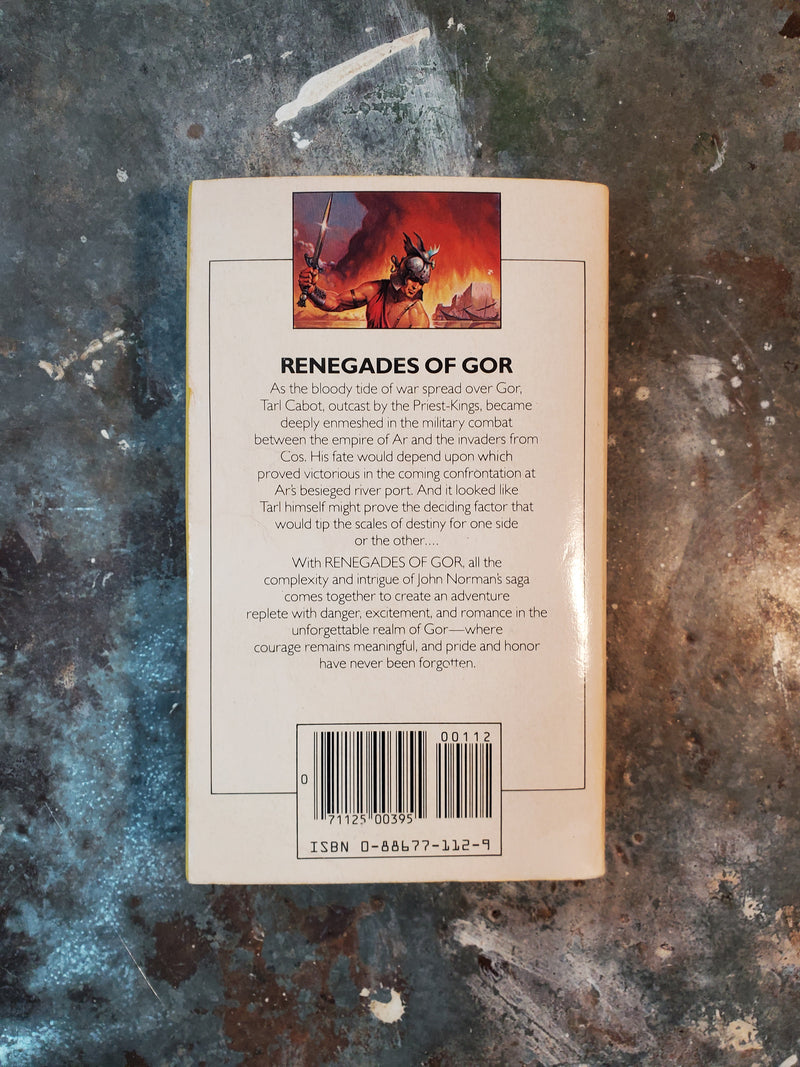 RENEGADES OF GOR
As the bloody tide of war spread over Gor,
Tarl Cabot, outcast by the Priest-Kings, became
deeply enmeshed in the military combat
between the empire of Ar and the invaders from
Cos. His fate would depend upon which
proved victorious in the coming confrontation at
Ar's besieged river port. And it looked like
Tarl himself might prove the deciding factor that
would tip the scales of destiny for one side
or the other....
With RENEGADES OF GOR, all the
complexity and intrigue of John Norman's saga
comes together to create an adventure
replete with danger, excitement, and romance in the
unforgettable realm of Gor—where
courage remains meaningful, and pride and honor
have never been forgotten.
00112
0
71125 00395
ISBN 0-88677-112-9